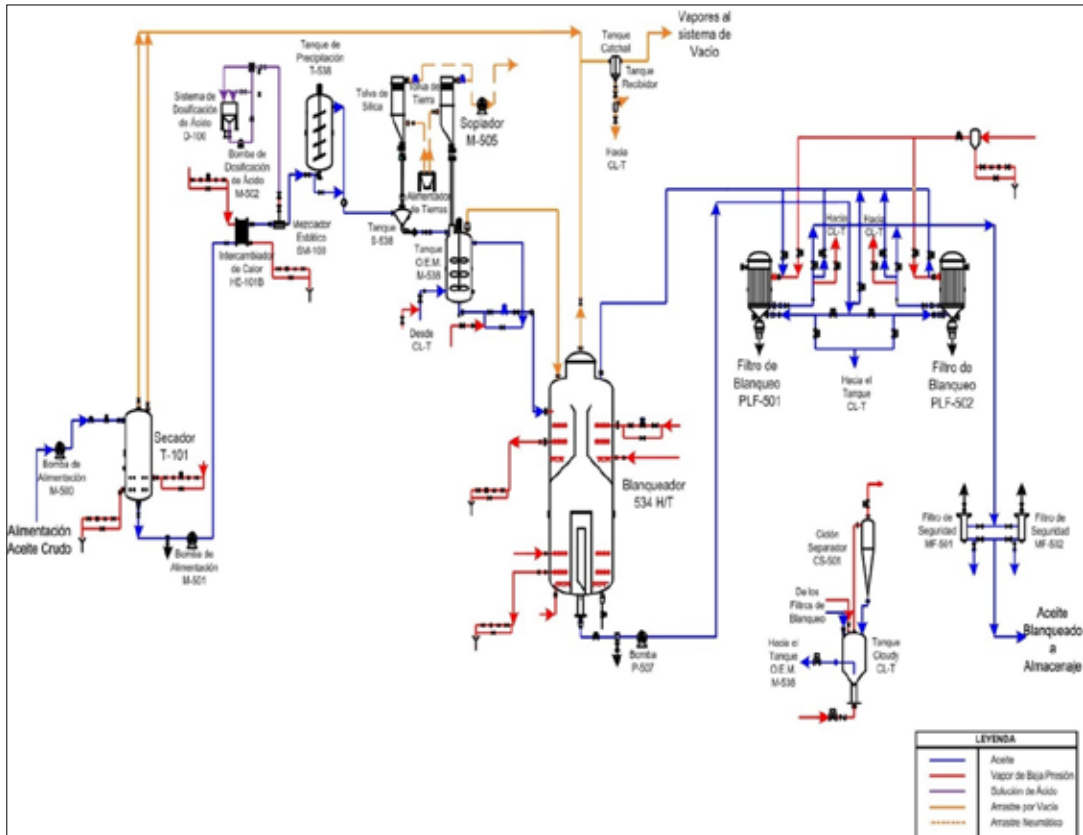 Vapores al
sistema de
Vacío
Tanque
Catchall
Tanque
Recibidor
Hacia
CL-T
Tanque de
Precipitación
T-538
Tolva de
Sílica
Tolva de
Tierra
Soplador
M-505
Sistema de
Dosificación
de Ácido
D-100
Bomba de
Dosificación
de Ácido
M-502
Alimentador
de Tierras
Mezclador
Estático
SM-100
Tanque
S-538
Intercambiador
de Calor
HE-101B
Tanque
O.E.M.
M-538
Desde
CL-T
Hacia
CL-T
Hacia
CL-T
Filtro de
Blanqueo
PLF-501
Hacia el
Tanque
CL-T
Filtro de
Blanqueo
PLF-502
Secador
T-101
Bomba de
Alimentación
M-500
Alimentación
Aceite Crudo
Bomba de
Alimentación
M-501
Blanqueador
534 H/T
Bomba
P-507
Ciclón
Separador
CS-501
De los
Filtros de
Blanqueo
Hacia el
Tanque
O.E.M.
M-538
Tanque
Cloudy
CL-T
Filtro de
Seguridad
MF-501
Filtro de
Seguridad
MF-502
Aceite
Blanqueado
a
Almacenaje
LEYENDA
Aceite
Vapor de Baja Presión
Solución de Ácido
Arrastre por Vacío
Arrastre Neumático